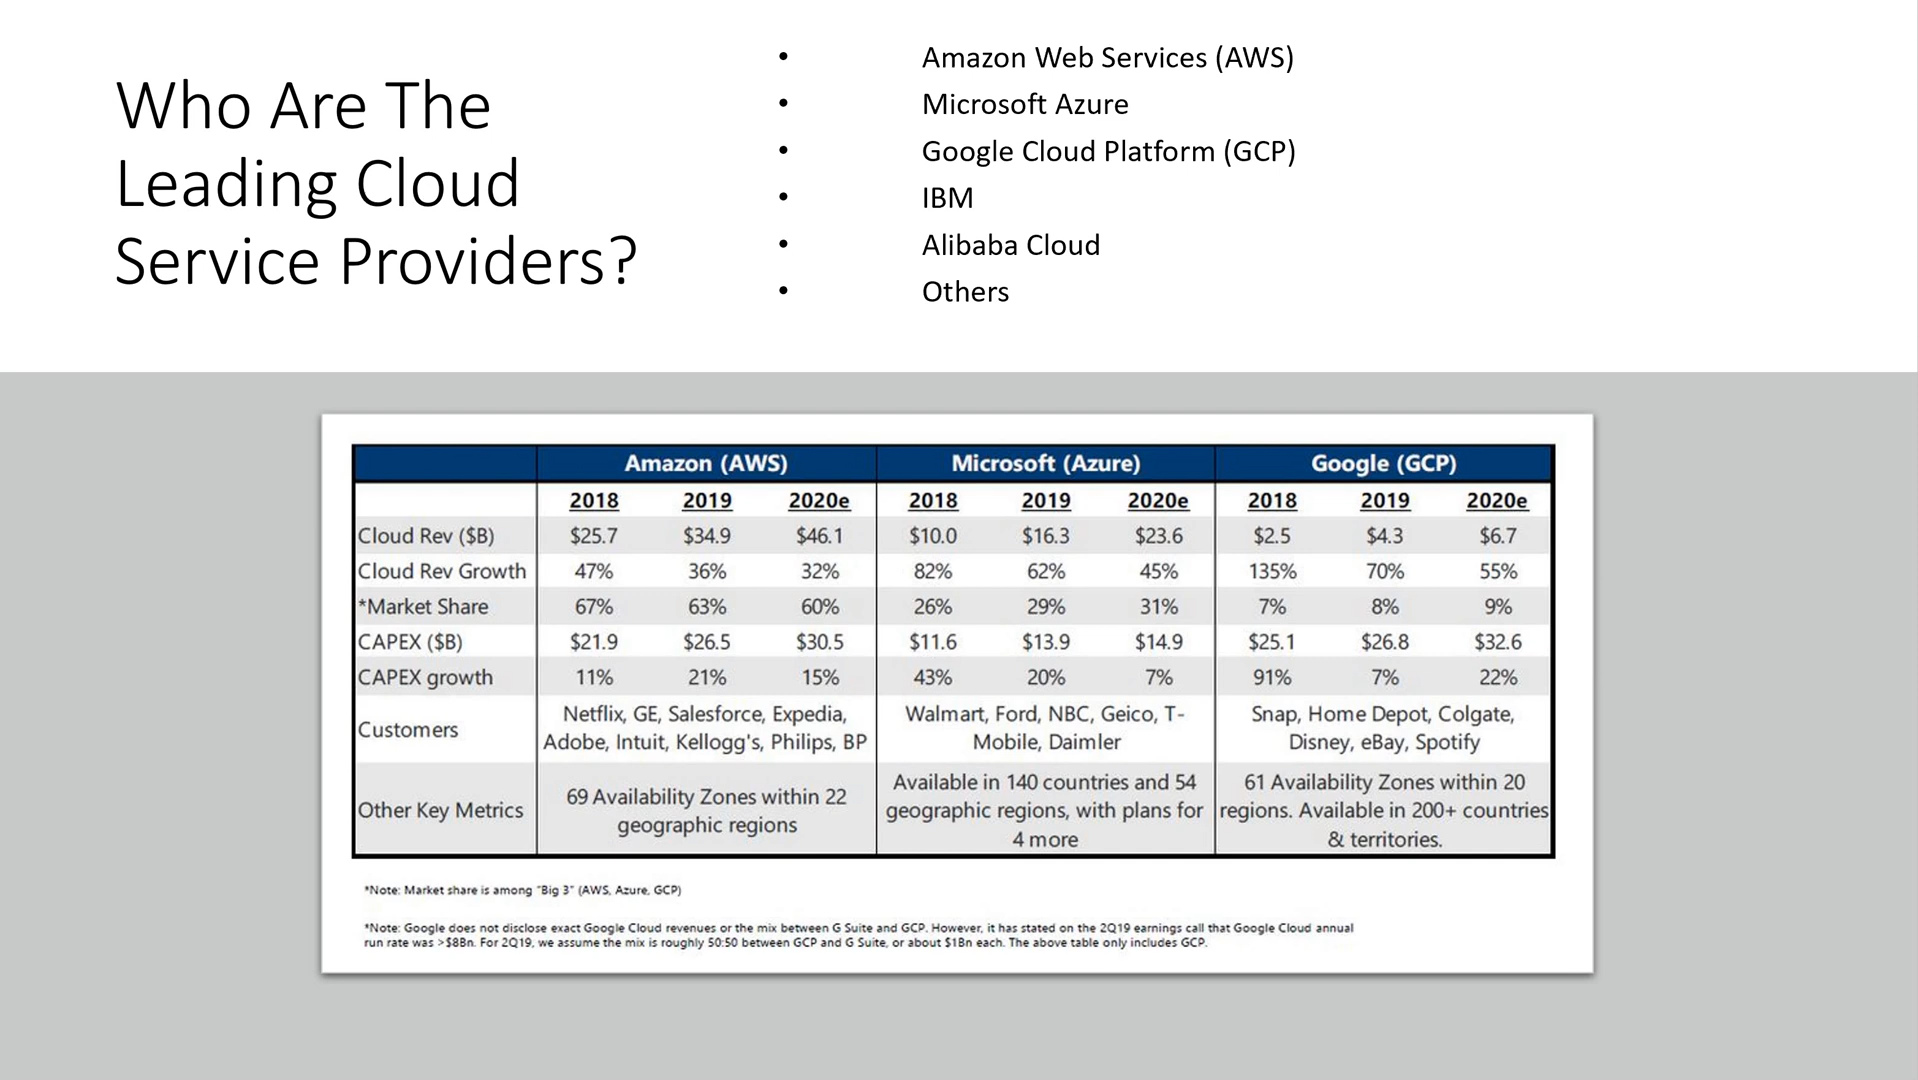 Who Are The
Leading Cloud
Service Providers?
• Amazon Web Services (AWS)
• Microsoft Azure
• Google Cloud Platform (GCP)
• IBM
• Alibaba Cloud
• Others
Amazon (AWS) Microsoft (Azure) Google (GCP)
2018 2019 2020e 2018 2019 2020e 2018 2019 2020e
Cloud Rev ($B) $25.7 $34.9 $46.1 $10.0 $16.3 $23.6 $2.5 $4.3 $6.7
Cloud Rev Growth 47% 36% 32% 82% 62% 45% 135% 70% 55%
*Market Share 67% 63% 60% 26% 29% 31% 7% 8% 9%
CAPEX ($B) $21.9 $26.5 $30.5 $11.6 $13.9 $14.9 $25.1 $26.8 $32.6
CAPEX growth 11% 21% 15% 43% 20% 7% 91% 7% 22%
Customers
Netflix, GE, Salesforce, Expedia,
Adobe, Intuit, Kellogg's, Philips, BP
Walmart, Ford, NBC, Geico, T-
Mobile, Daimler
Snap, Home Depot, Colgate,
Disney, eBay, Spotify
Other Key Metrics
69 Availability Zones within 22
geographic regions
Available in 140 countries and 54
geographic regions, with plans for
4 more
61 Availability Zones within 20
regions. Available in 200+ countries
& territories.
*Note: Market share is among "Big 3" (AWS, Azure, GCP)
*Note: Google does not disclose exact Google Cloud revenues or the mix between G Suite and GCP. However, it has stated on the 2Q19 earnings call that Google Cloud annual
run rate was >$8Bn. For 2Q19, we assume the mix is roughly 50:50 between GCP and G Suite, or about $1Bn each. The above table only includes GCP.